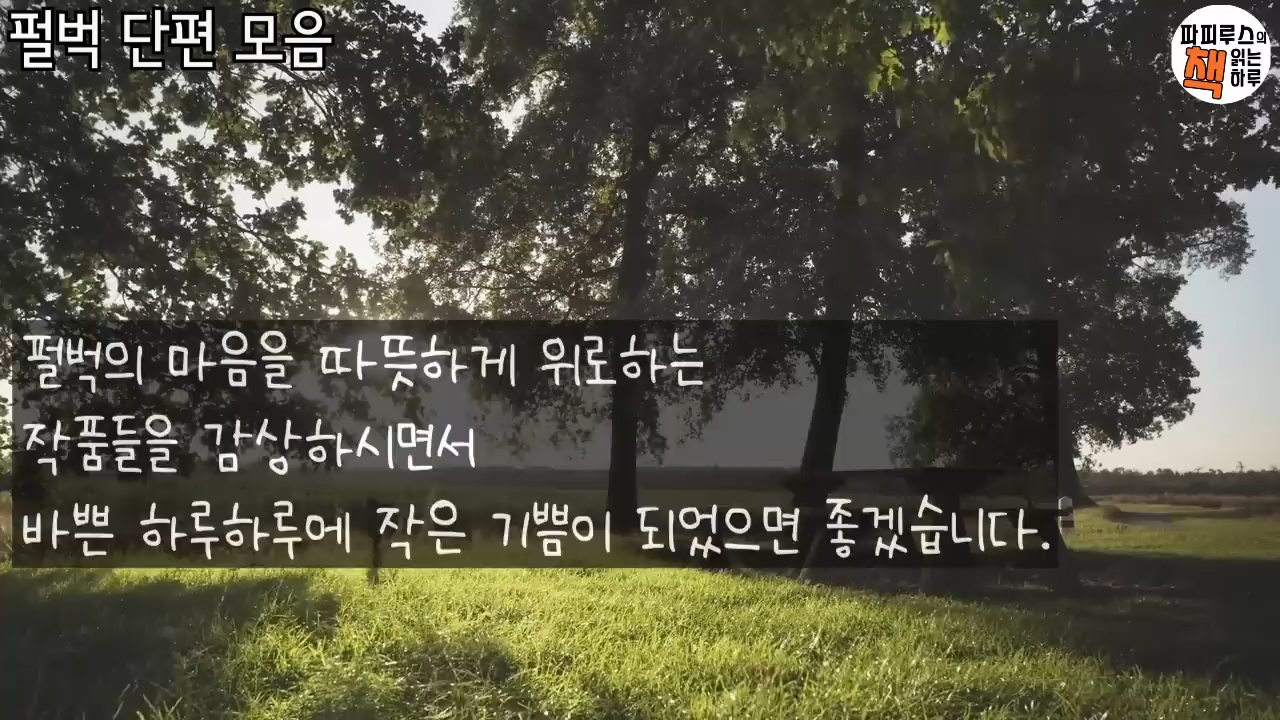 펄벅 단편 모음
파피루스의
책 읽는
하루
펄벅의 마음을 따뜻하게 위로하는
작품들을 감상하시면서
바쁜 하루하루에 작은 기쁨이 되었으면 좋겠습니다.